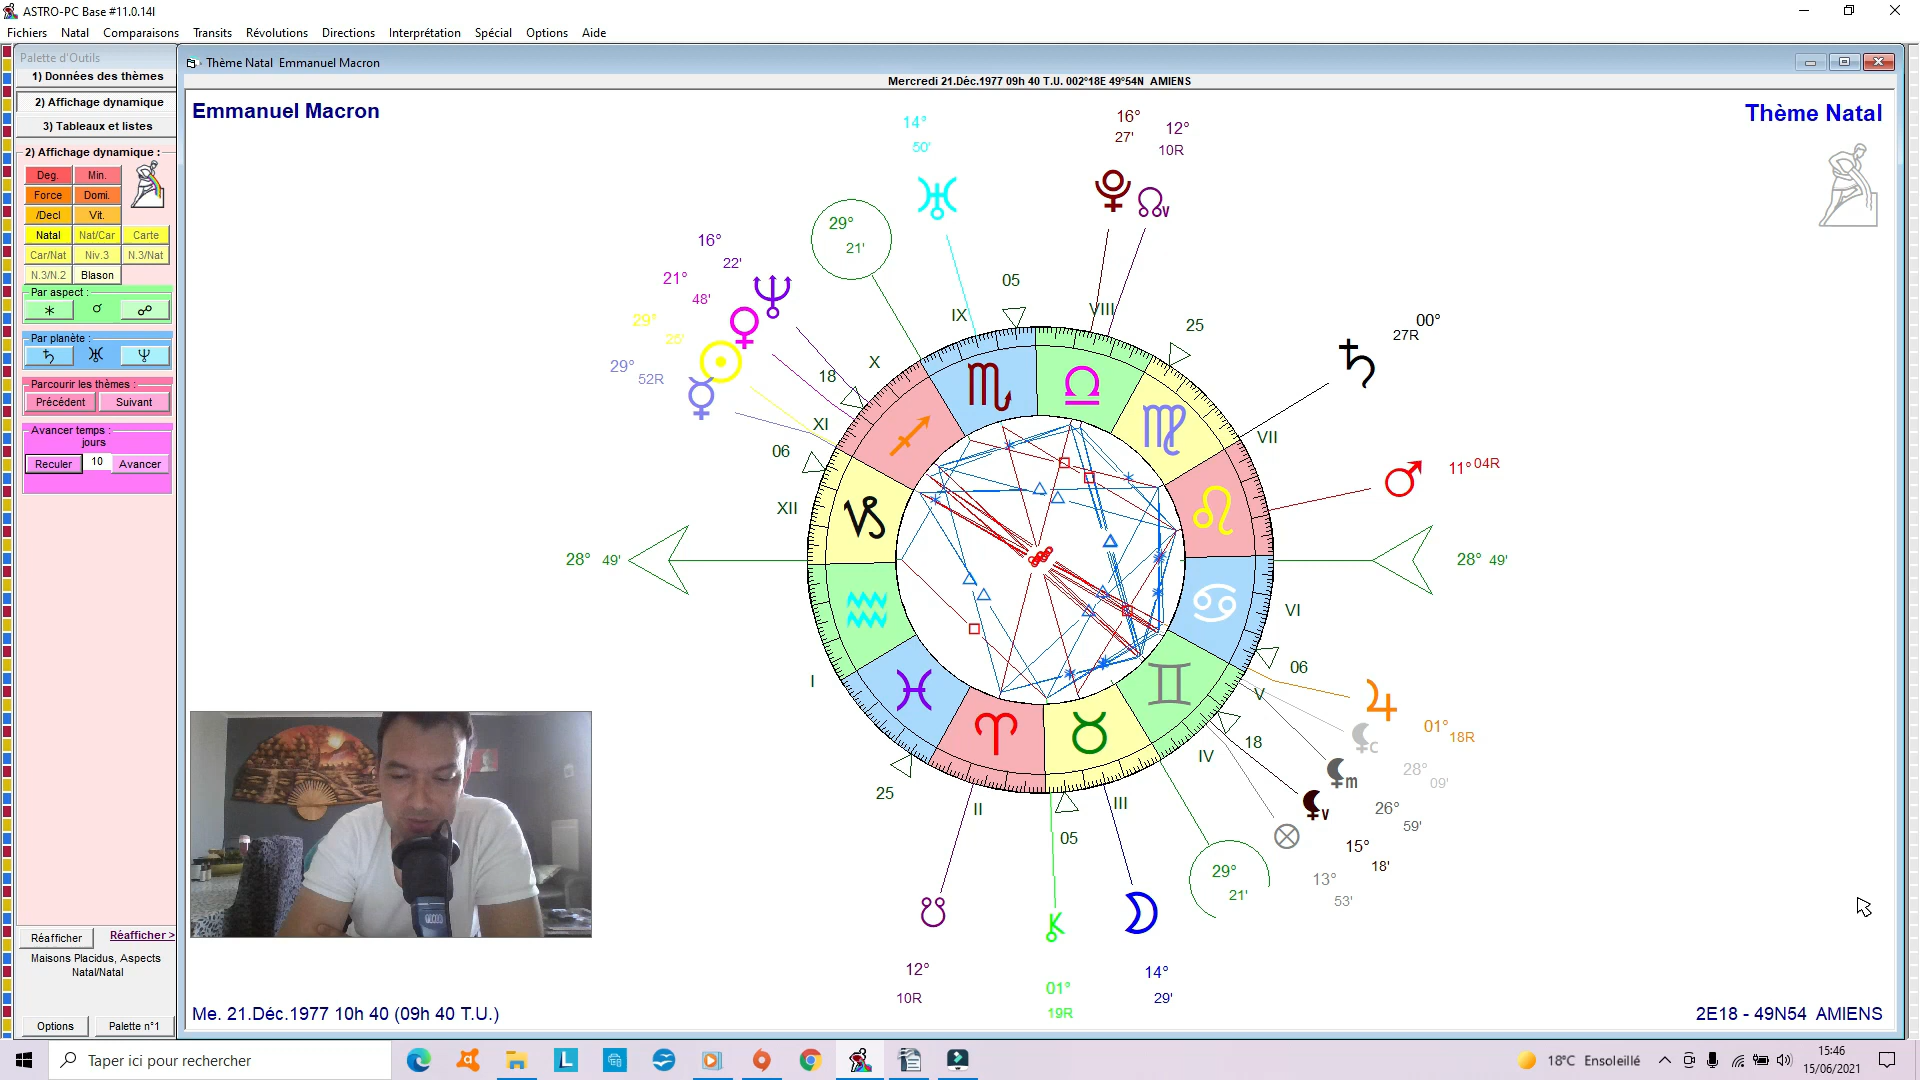 ASTRO-PC Base #11.0.14l
Fichiers Natal Comparaisons Transits Révolutions Directions Interprétation Spécial Options Aide
Palette d'Outils
Thème Natal Emmanuel Macron
1) Données des thèmes
Mercredi 21.Déc.1977 09h 40 T.U. 002°18E 49°54N AMIENS
2) Affichage dynamique
3) Tableaux et listes
Emmanuel Macron
Thème Natal
2) Affichage dynamique :
Deg. Min.
Force Domi.
/Decl Vit.
Natal Nat/Car Carte
Car/Nat Niv.3 N.3/Nat
N.3/N.2 Blason
Par aspect :
Par planète :
Parcourir les thèmes :
Précédent Suivant
Avancer temps :
jours
Reculer 10 Avancer
14°
50'
16°
27'
12°
10R
29°
21'
16°
22'
21°
48'
29°
29°
52R
05
IX
VIII
25
00°
27R
X
18
XI
06
XII
VII
11° 04R
28° 49'
28° 49'
VI
06
V
I
25
II
05
III
IV
18
01°
18R
C
28°
09'
m
26°
59'
V
15°
18'
13°
53'
29°
21'
12°
10R
01°
19R
14°
29'
Réafficher Réafficher >
Maisons Placidus, Aspects
Natal/Natal
Options Palette n°1
Me. 21.Déc.1977 10h 40 (09h 40 T.U.)
2E18 - 49N54 AMIENS
Taper ici pour rechercher
18°C Ensoleillé
15:46
15/06/2021